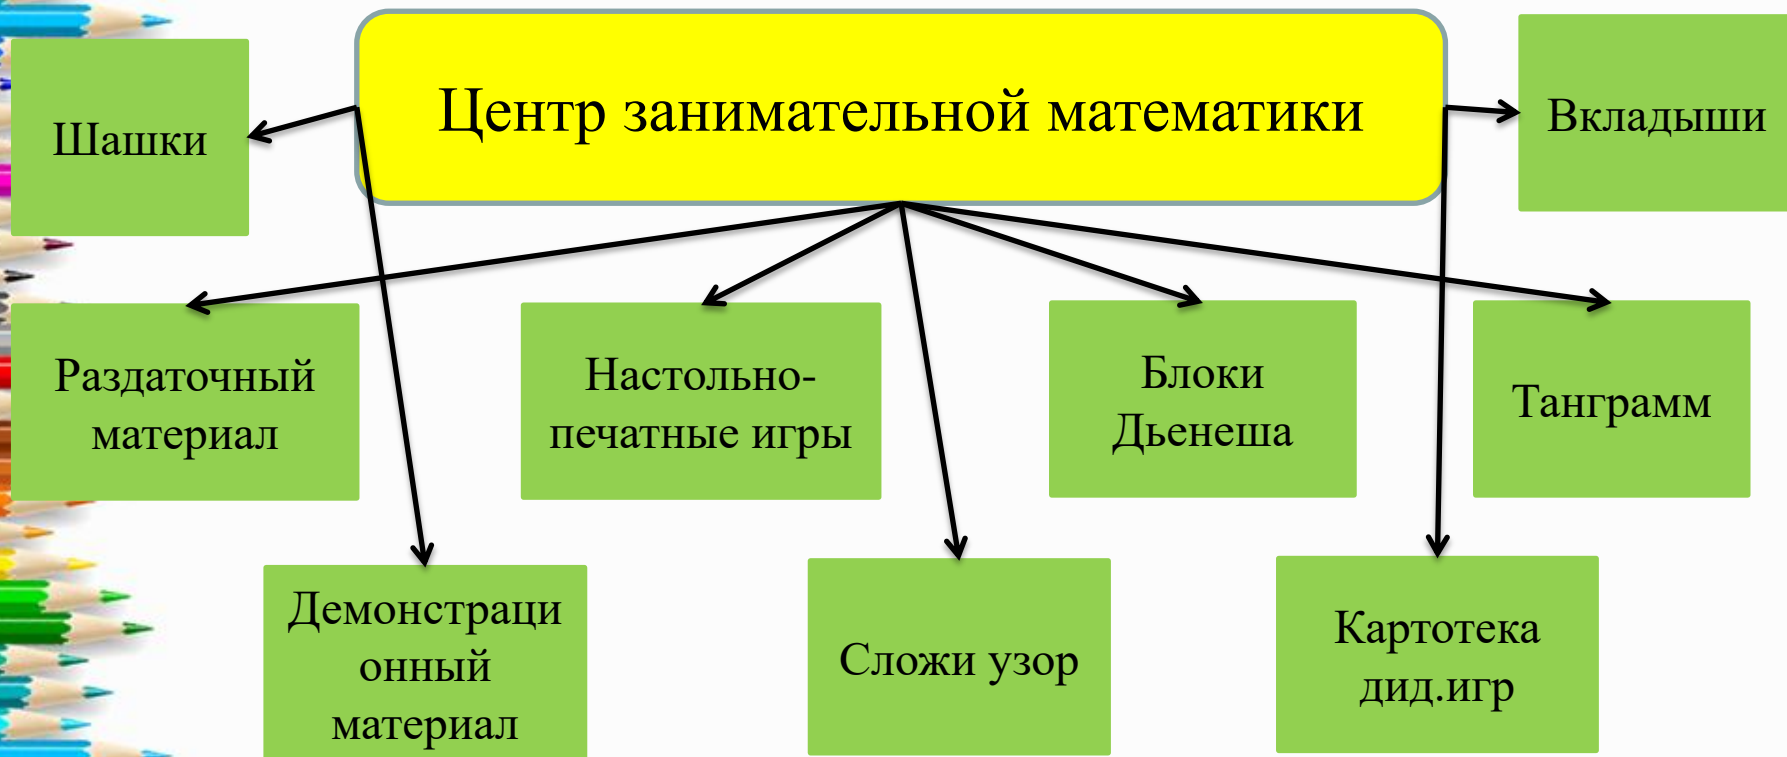 Центр занимательной математики
Шашки
Вкладыши
Раздаточный
материал
Настольно-
печатные игры
Блоки
Дьенеша
Танграмм
Демонстраци
онный
материал
Сложи узор
Картотека
дид.игр